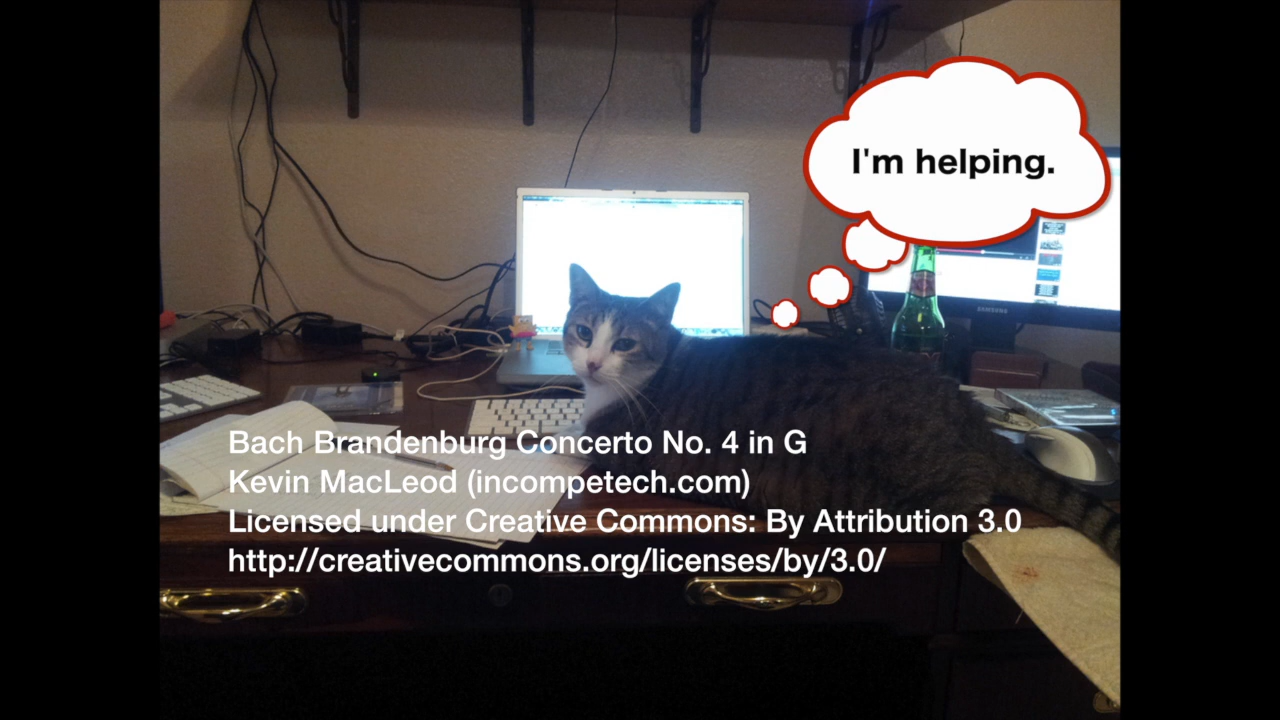 I'm helping.
SAMSUNG
Bach Brandenburg Concerto No. 4 in G
Kevin MacLeod (incompetech.com)
Licensed under Creative Commons: By Attribution 3.0
http://creativecommons.org/licenses/by/3.0/